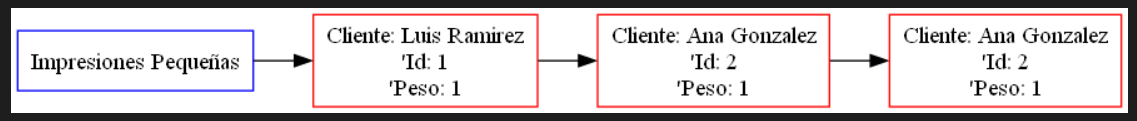 Impresiones Pequeñas
Cliente: Luis Ramirez
'Id: 1
'Peso: 1
Cliente: Ana Gonzalez
'Id: 2
'Peso: 1
Cliente: Ana Gonzalez
'Id: 2
'Peso: 1